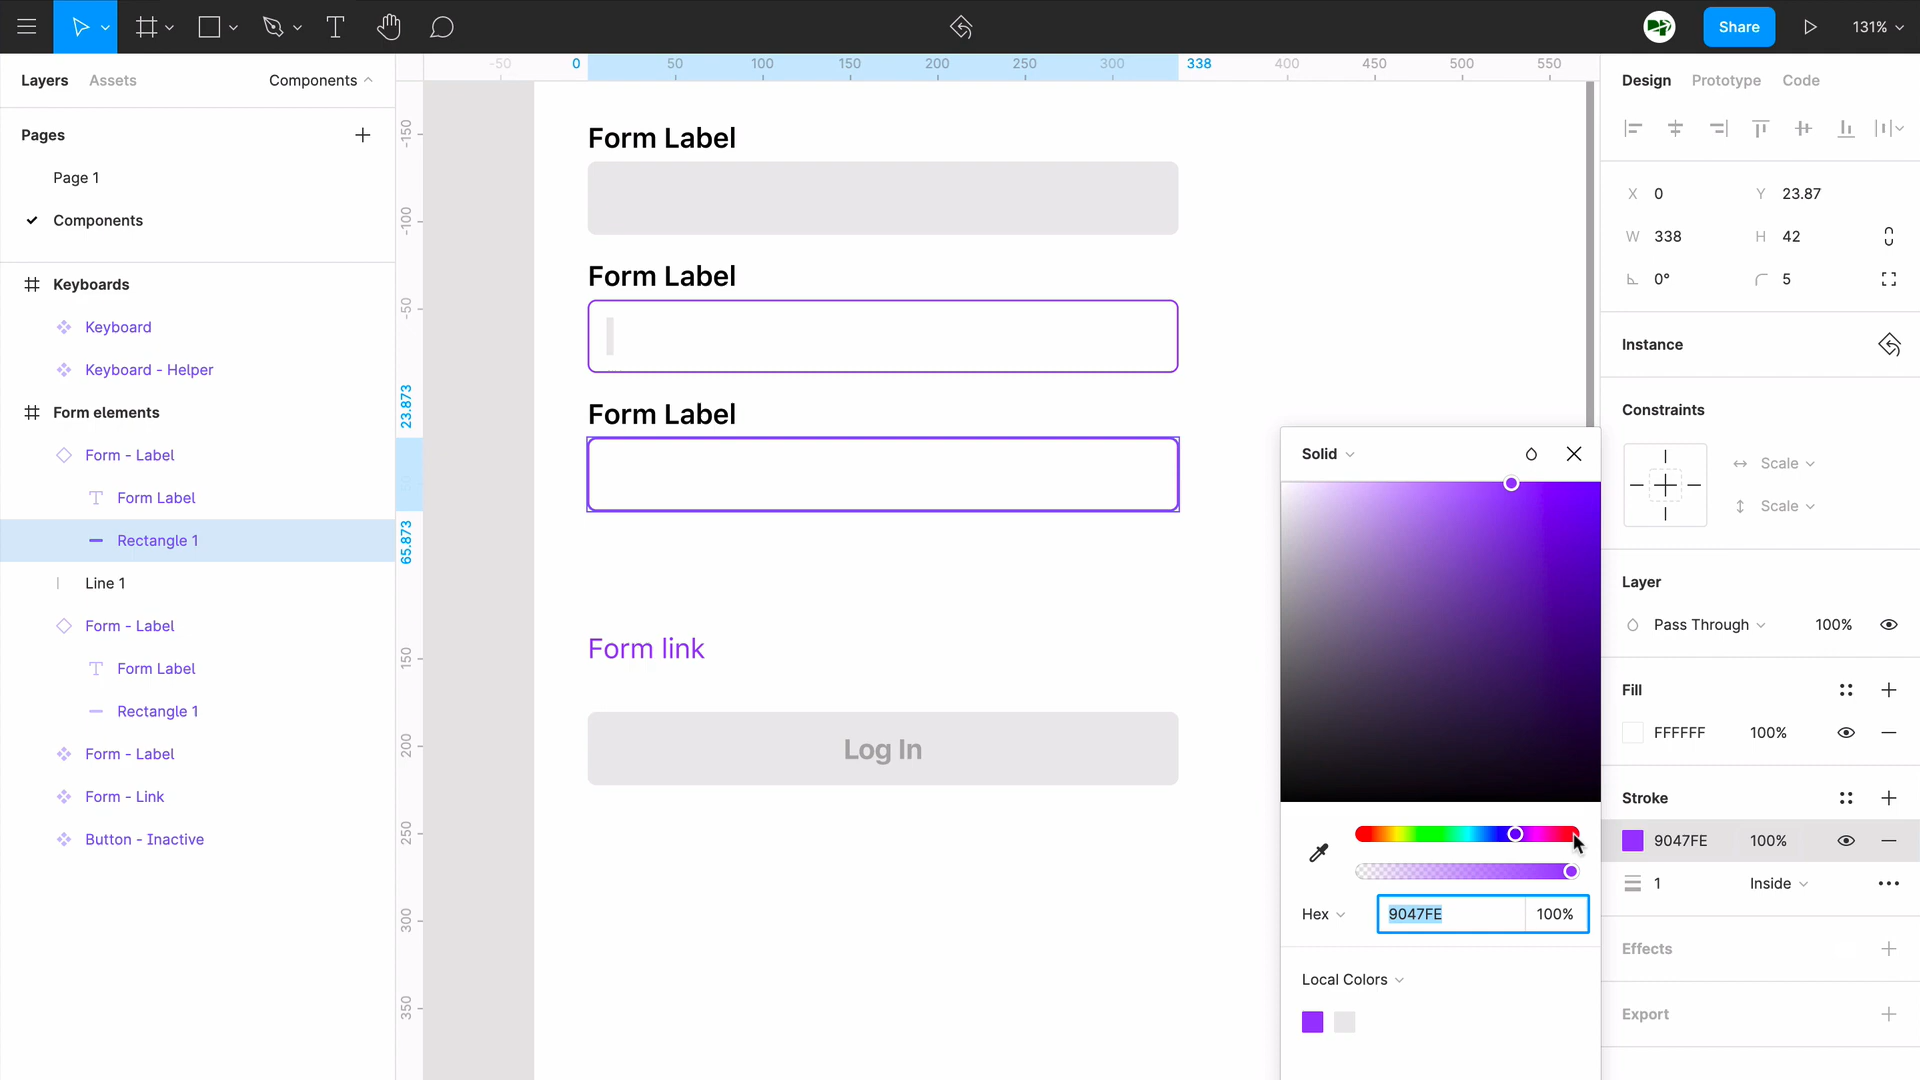 Share
131%
Layers Assets Components
Pages
Page 1
Components
Keyboards
Keyboard
Keyboard - Helper
Form elements
Form - Label
Form Label
Rectangle 1
Line 1
Form - Label
Form Label
Rectangle 1
Form - Label
Form - Link
Button - Inactive
-50 0 50 100 150 200 250 300 338 400 450 500 550
-150
-100
-50
23.873
65.873
150
200
250
300
350
Form Label
Form Label
Form Label
Form link
Log In
Solid
Hex 9047FE 100%
Local Colors
Design Prototype Code
X 0 Y 23.87
W 338 H 42
0° 5
Instance
Constraints
Scale
Scale
Layer
Pass Through 100%
Fill
FFFFFF 100%
Stroke
9047FE 100%
1 Inside
Effects
Export